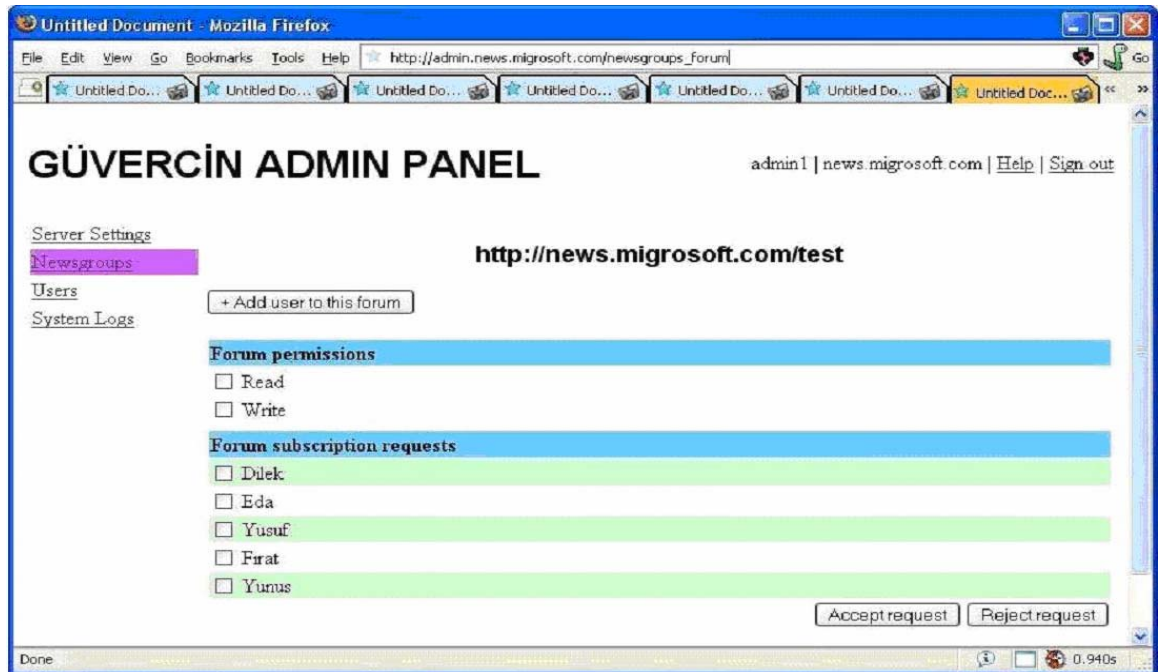 Untitled Document - Mozilla Firefox
File Edit View Go Bookmarks Tools Help http://admin.news.migrosoft.com/newsgroups_forum Go
Untitled Do... Untitled Do... Untitled Do... Untitled Do... Untitled Do... Untitled Do... Untitled Doc...
GÜVERCİN ADMIN PANEL
admin1 | news.migrosoft.com | Help | Sign out
Server Settings
Newsgroups
Users
System Logs
http://news.migrosoft.com/test
+ Add user to this forum
Forum permissions
Read
Write
Forum subscription requests
Dilek
Eda
Yusuf
Fırat
Yunus
Accept request Reject request
Done 0.940s